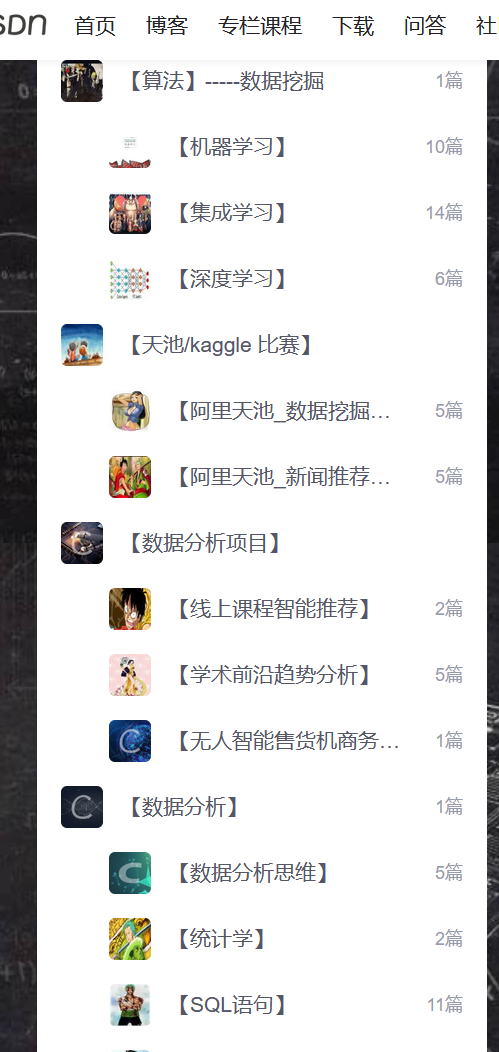 SDN 首页 博客 专栏课程 下载 问答 社
【算法】-----数据挖掘 1篇
【机器学习】 10篇
【集成学习】 14篇
【深度学习】 6篇
【天池/kaggle 比赛】
【阿里天池_数据挖掘... 5篇
【阿里天池_新闻推荐... 5篇
【数据分析项目】
【线上课程智能推荐】 2篇
【学术前沿趋势分析】 5篇
【无人智能售货机商务... 1篇
【数据分析】 1篇
【数据分析思维】 5篇
【统计学】 2篇
【SQL语句】 11篇